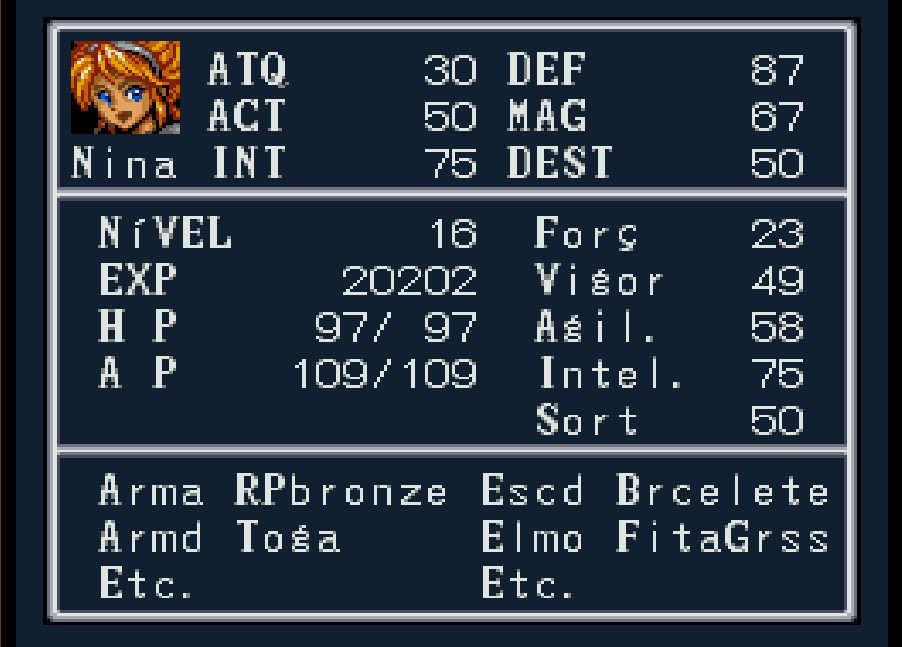 ATQ 30 DEF 87
ACT 50 MAG 67
Nina INT 75 DEST 50
NíVEL 16 Forç 23
EXP 20202 Vigor 49
H P 97/ 97 Agil. 58
A P 109/109 Intel. 75
Sort 50
Arma RPbronze Escd Brcelete
Armd Toga Elmo FitaGrss
Etc. Etc.